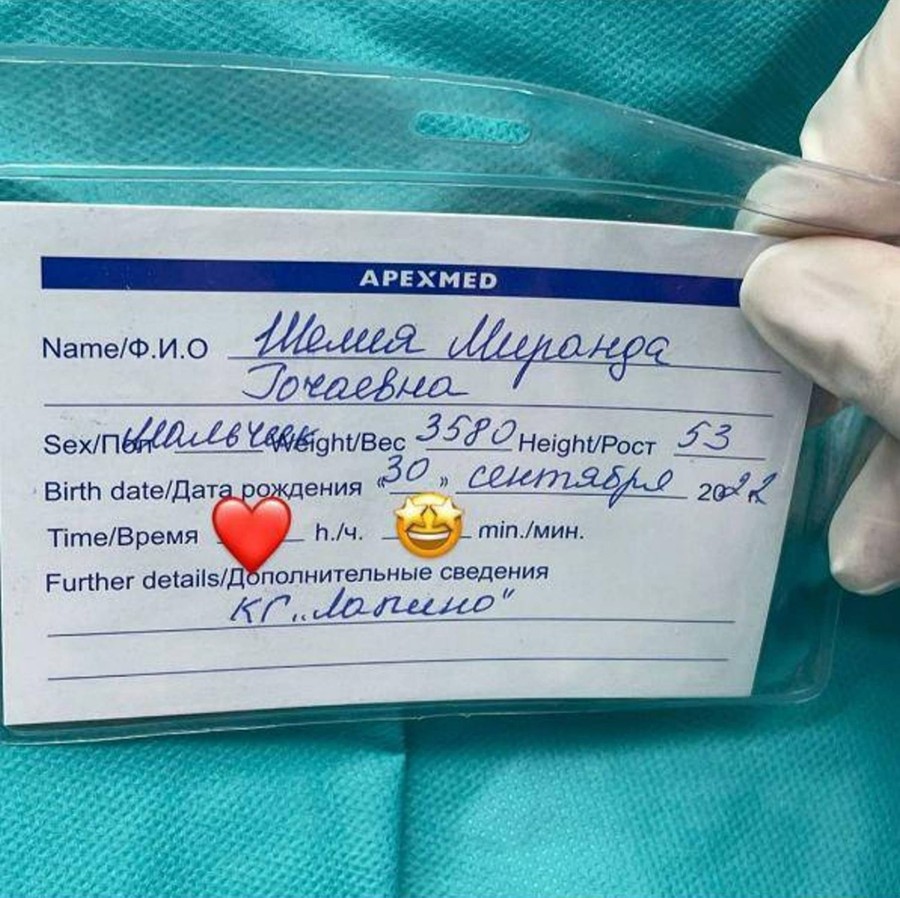 APEXMED
Name/Ф.И.О Шелия Миранда
Гочаевна
Sex/Пол мальчик Weight/Вес 3580 Height/Рост 53
Birth date/Дата рождения "30" сентября 2022
Time/Время h./ч. min./мин.
Further details/Дополнительные сведения
КГ "Лапино"